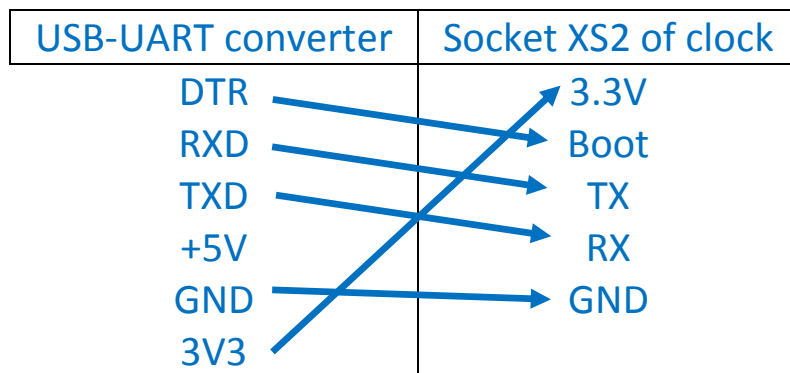 USB-UART converter Socket XS2 of clock
DTR 3.3V
RXD Boot
TXD TX
+5V RX
GND GND
3V3